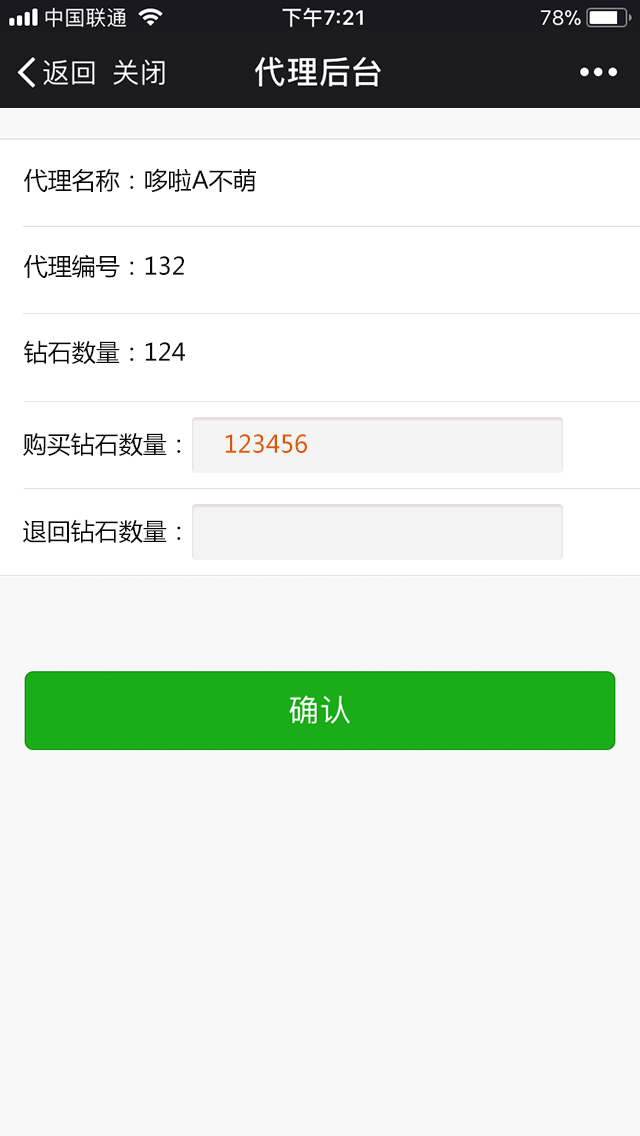 中国联通 下午7:21 78%
返回 关闭 代理后台
代理名称：哆啦A不萌
代理编号：132
钻石数量：124
购买钻石数量：123456
退回钻石数量：
确认